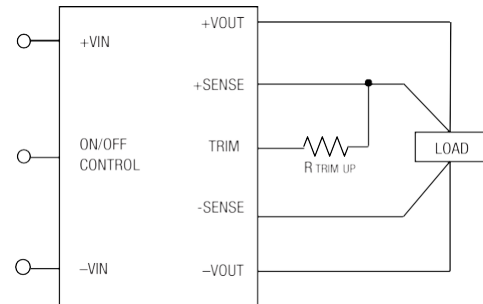 +VOUT
+VIN
+SENSE
ON/OFF
CONTROL
TRIM
R TRIM UP
LOAD
-SENSE
–VIN
–VOUT